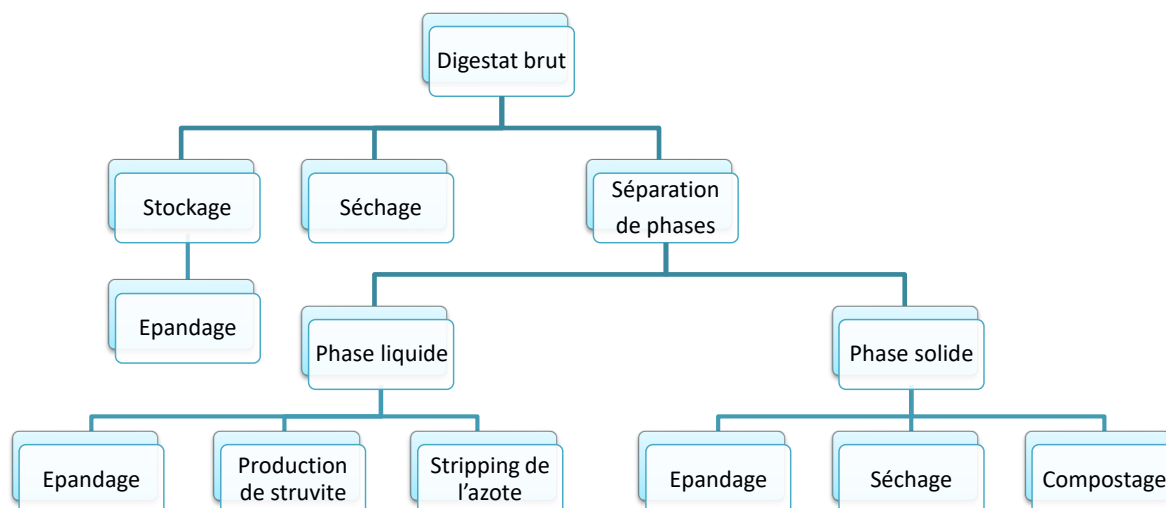 Digestat brut
Stockage
Séchage
Séparation
de phases
Epandage
Phase liquide
Phase solide
Epandage
Production
de struvite
Stripping de
l'azote
Epandage
Séchage
Compostage